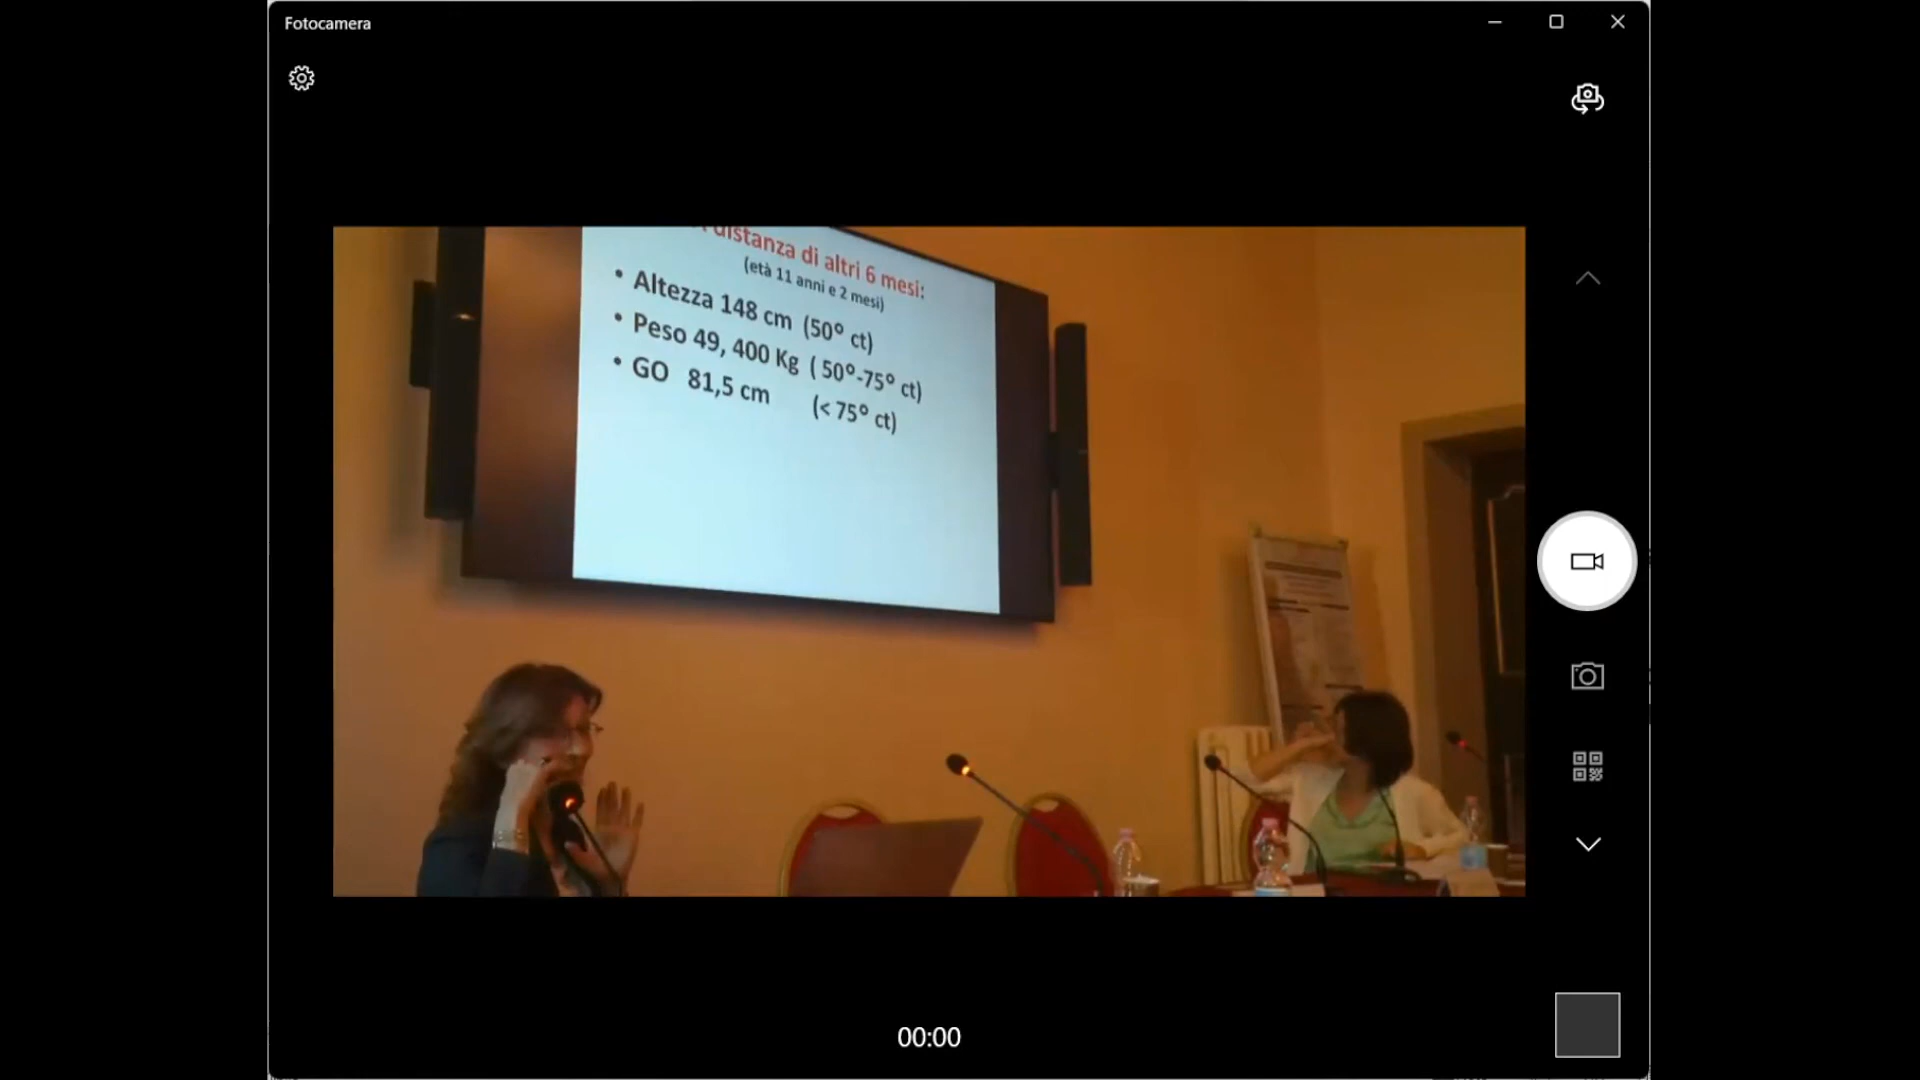 Fotocamera
distanza di altri 6 mesi:
(età 11 anni e 2 mesi)
• Altezza 148 cm (50° ct)
• Peso 49, 400 Kg ( 50°-75° ct)
• GO 81,5 cm (< 75° ct)
00:00